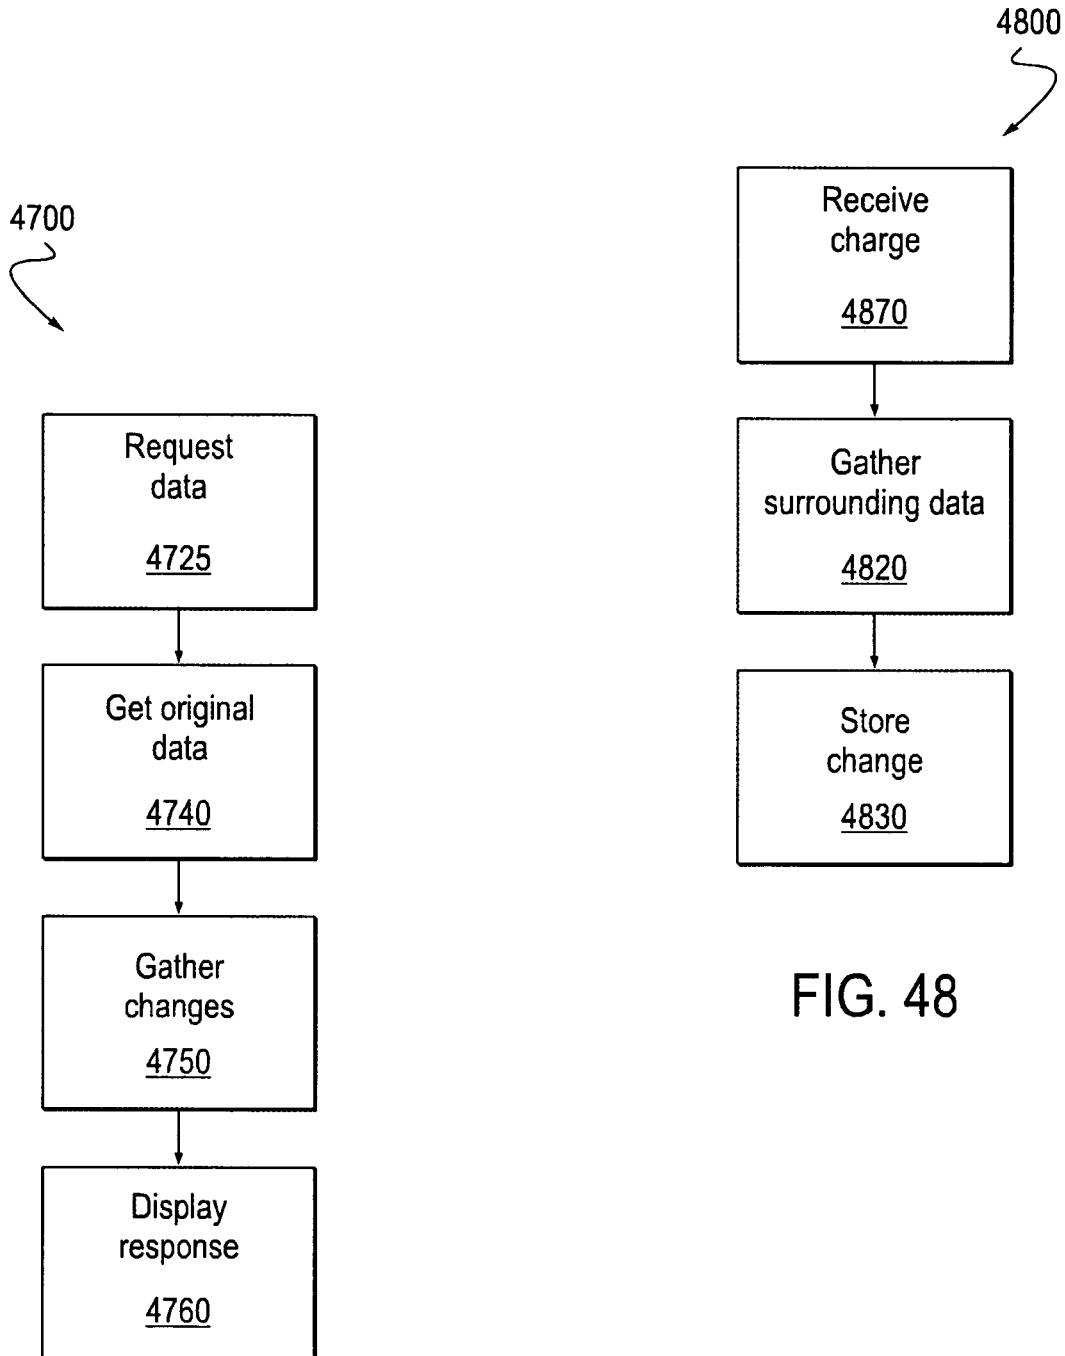 4700
Request
data
4725
Get original
data
4740
Gather
changes
4750
Display
response
4760
4800
Receive
charge
4870
Gather
surrounding data
4820
Store
change
4830
FIG. 48